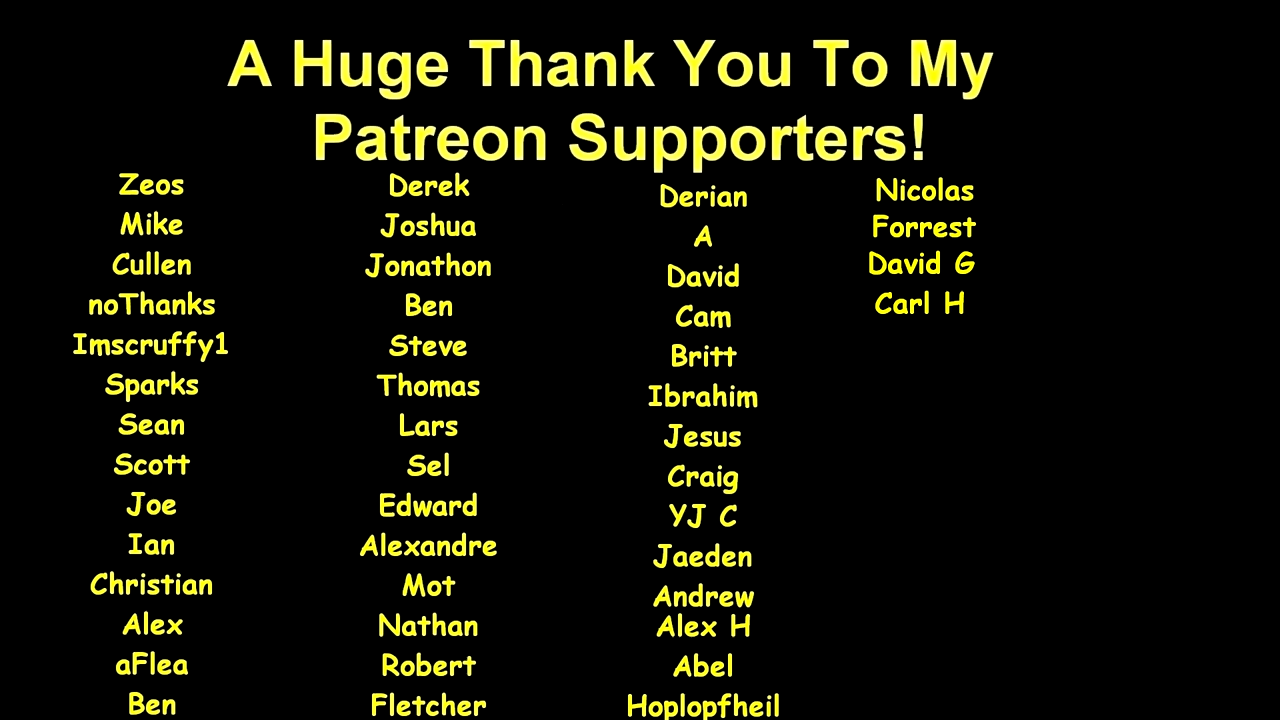 A Huge Thank You To My
Patreon Supporters!
Zeos
Mike
Cullen
noThanks
Imscruffy1
Sparks
Sean
Scott
Joe
Ian
Christian
Alex
aFlea
Ben
Derek
Joshua
Jonathon
Ben
Steve
Thomas
Lars
Sel
Edward
Alexandre
Mot
Nathan
Robert
Fletcher
Derian
A
David
Cam
Britt
Ibrahim
Jesus
Craig
YJ C
Jaeden
Andrew
Alex H
Abel
Hoplopfheil
Nicolas
Forrest
David G
Carl H